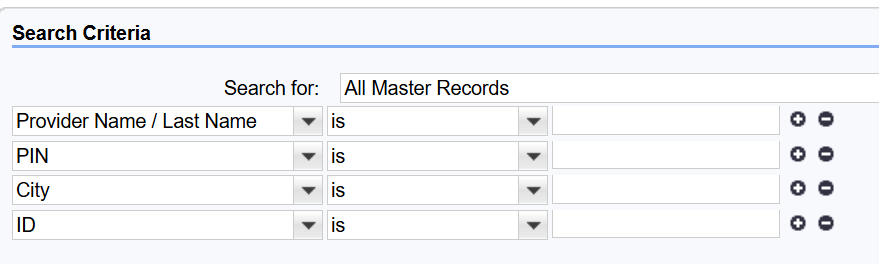 Search Criteria
Search for: All Master Records
Provider Name / Last Name is
PIN is
City is
ID is